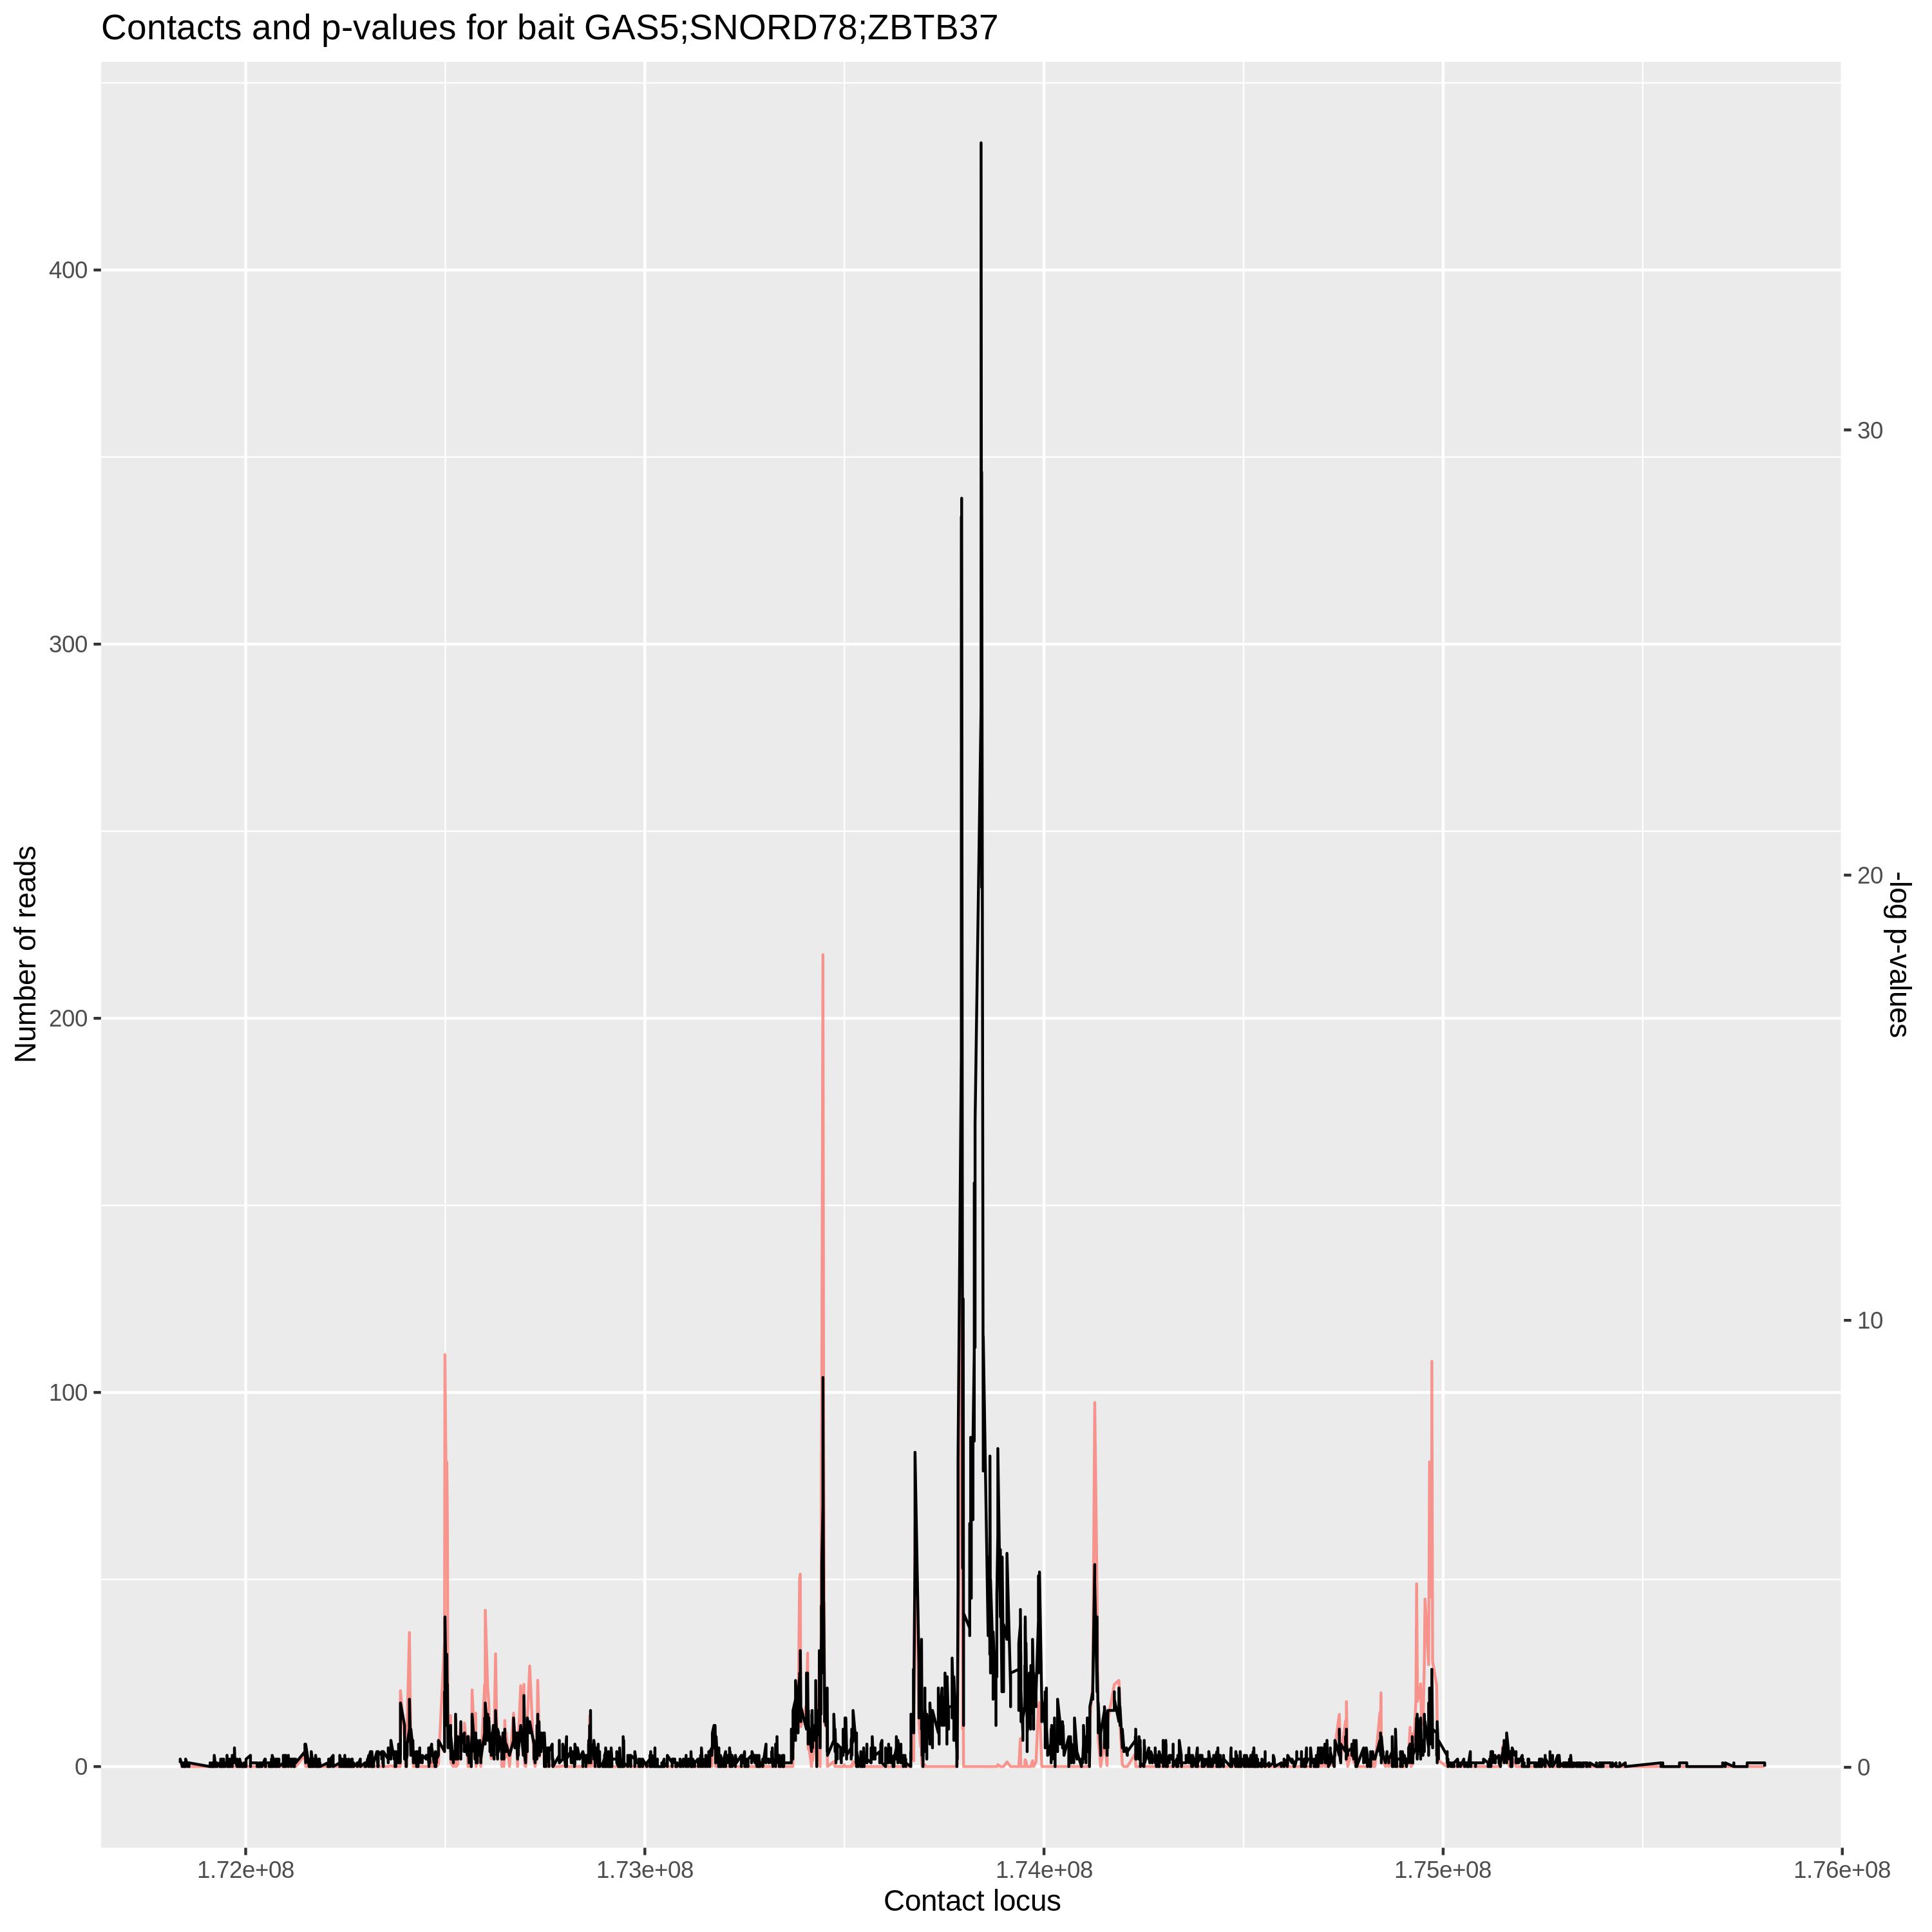 Contacts and p-values for bait GAS5;SNORD78;ZBTB37
400
300
200
100
0
Number of reads
30
20
10
0
-log p-values
1.72e+08 1.73e+08 1.74e+08 1.75e+08 1.76e+08
Contact locus